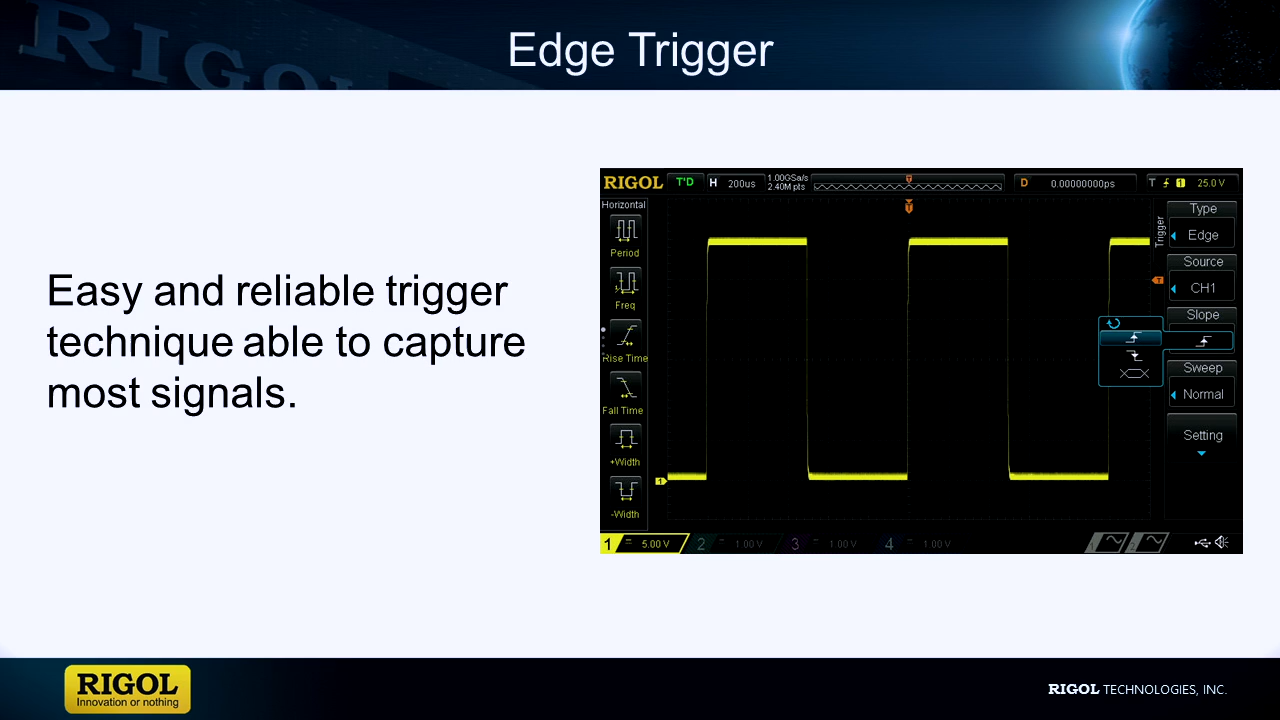 RIGOL
Edge Trigger
Easy and reliable trigger
technique able to capture
most signals.
RIGOL T'D H 200us 1.00GSa/s 2.40M pts T D 0.00000000ps T 1 25.0 V
Horizontal
Period
Freq
Rise Time
Fall Time
+Width
-Width
T
T
1
Trigger
Type
Edge
Source
CH1
Slope
Sweep
Normal
Setting
1 = 5.00 V 2 = 1.00 V 3 = 1.00 V 4 = 1.00 V
RIGOL
Innovation or nothing
RIGOL TECHNOLOGIES, INC.